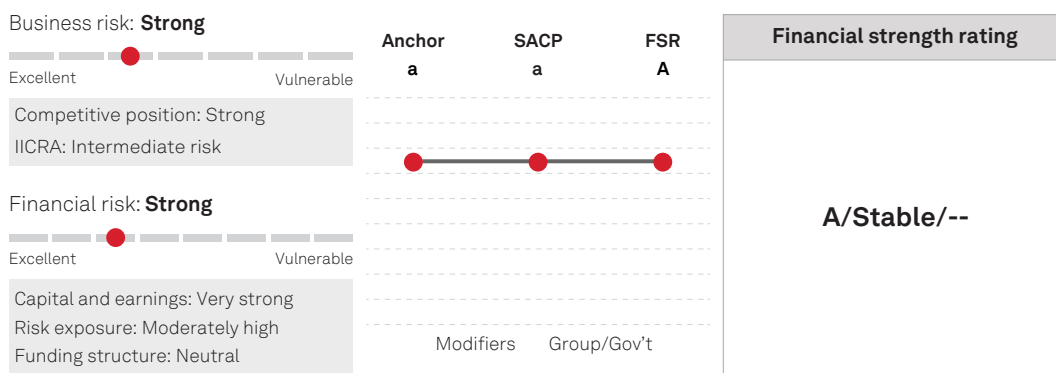 Business risk: Strong
Excellent Vulnerable
Competitive position: Strong
IICRA: Intermediate risk
Financial risk: Strong
Excellent Vulnerable
Capital and earnings: Very strong
Risk exposure: Moderately high
Funding structure: Neutral
Anchor SACP FSR
a a A
Modifiers Group/Gov't
Financial strength rating
A/Stable/--